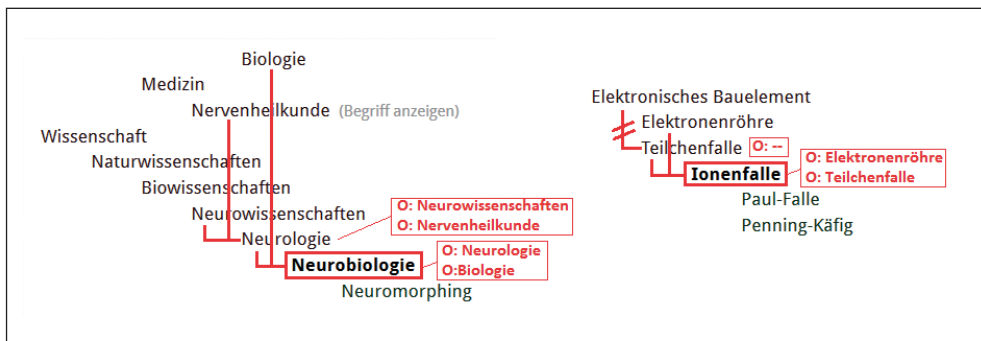 Biologie
Medizin
Nervenheilkunde (Begriff anzeigen)
Wissenschaft
Naturwissenschaften
Biowissenschaften
Neurowissenschaften
O: Neurowissenschaften
O: Nervenheilkunde
Neurologie
O: Neurologie
O:Biologie
Neurobiologie
Neuromorphing
Elektronisches Bauelement
Elektronenröhre
Teilchenfalle
O: --
O: Elektronenröhre
O: Teilchenfalle
Ionenfalle
Paul-Falle
Penning-Käfig